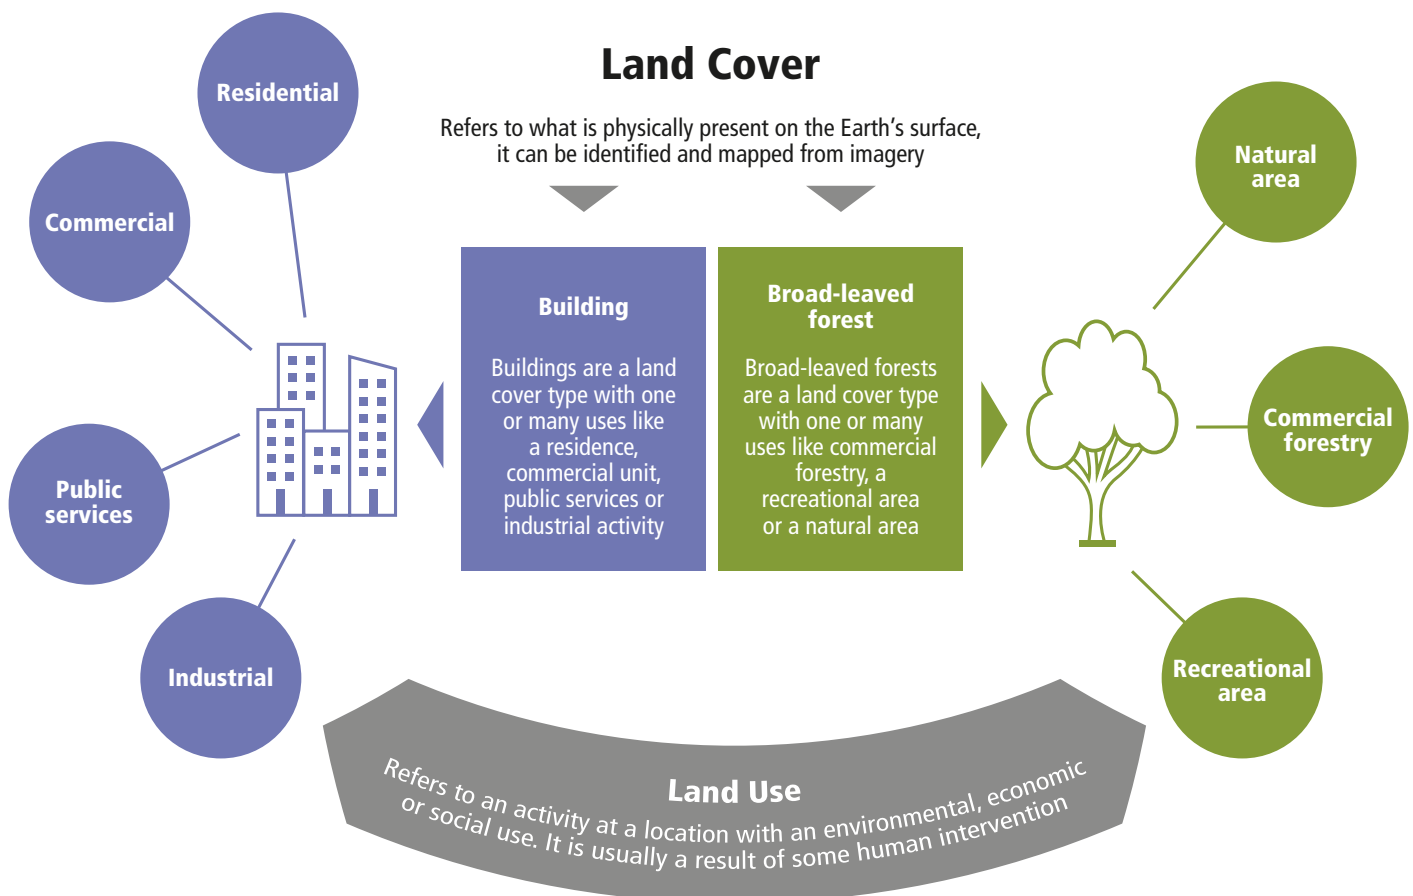 Land Cover
Refers to what is physically present on the Earth’s surface,
it can be identified and mapped from imagery
Residential
Commercial
Public
services
Industrial
Building
Buildings are a land
cover type with one
or many uses like
a residence,
commercial unit,
public services or
industrial activity
Broad-leaved
forest
Broad-leaved forests
are a land cover type
with one or many
uses like commercial
forestry, a
recreational area
or a natural area
Natural
area
Commercial
forestry
Recreational
area
Land Use
Refers to an activity at a location with an environmental, economic
or social use. It is usually a result of some human intervention